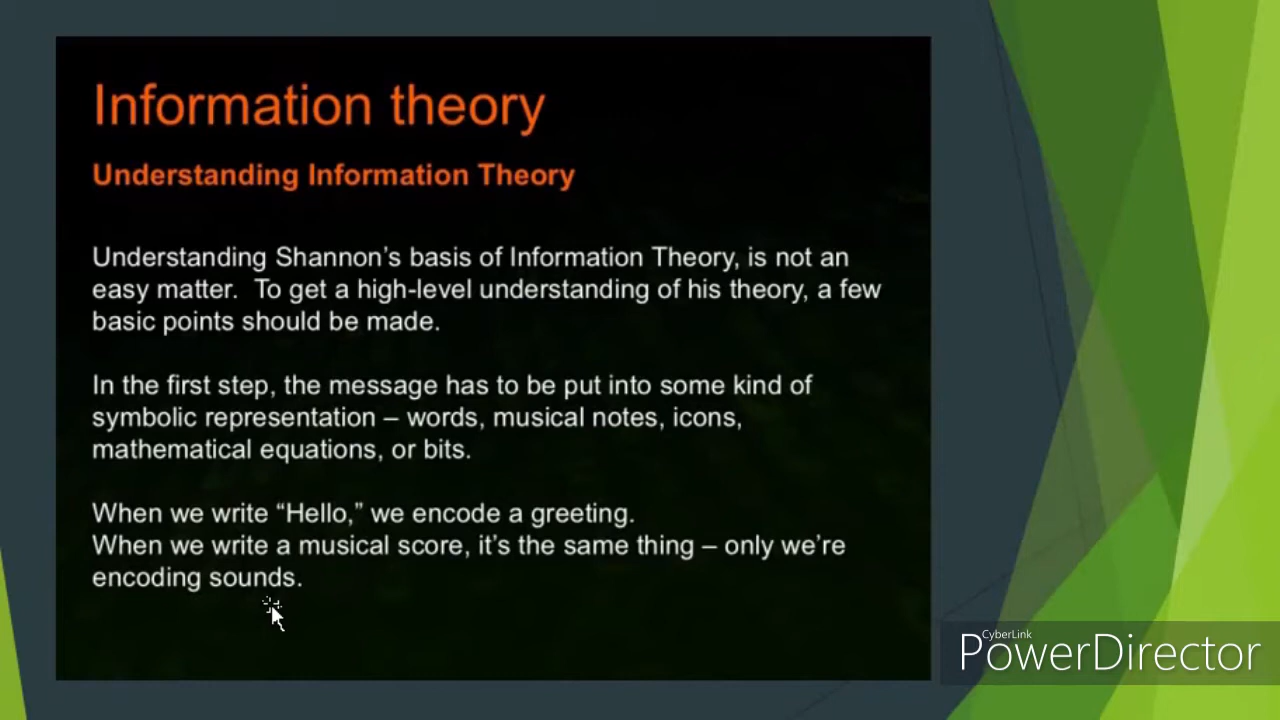 Information theory
Understanding Information Theory
Understanding Shannon’s basis of Information Theory, is not an
easy matter.  To get a high-level understanding of his theory, a few
basic points should be made.
In the first step, the message has to be put into some kind of
symbolic representation – words, musical notes, icons,
mathematical equations, or bits.
When we write “Hello,” we encode a greeting.
When we write a musical score, it’s the same thing – only we’re
encoding sounds.
CyberLink
PowerDirector